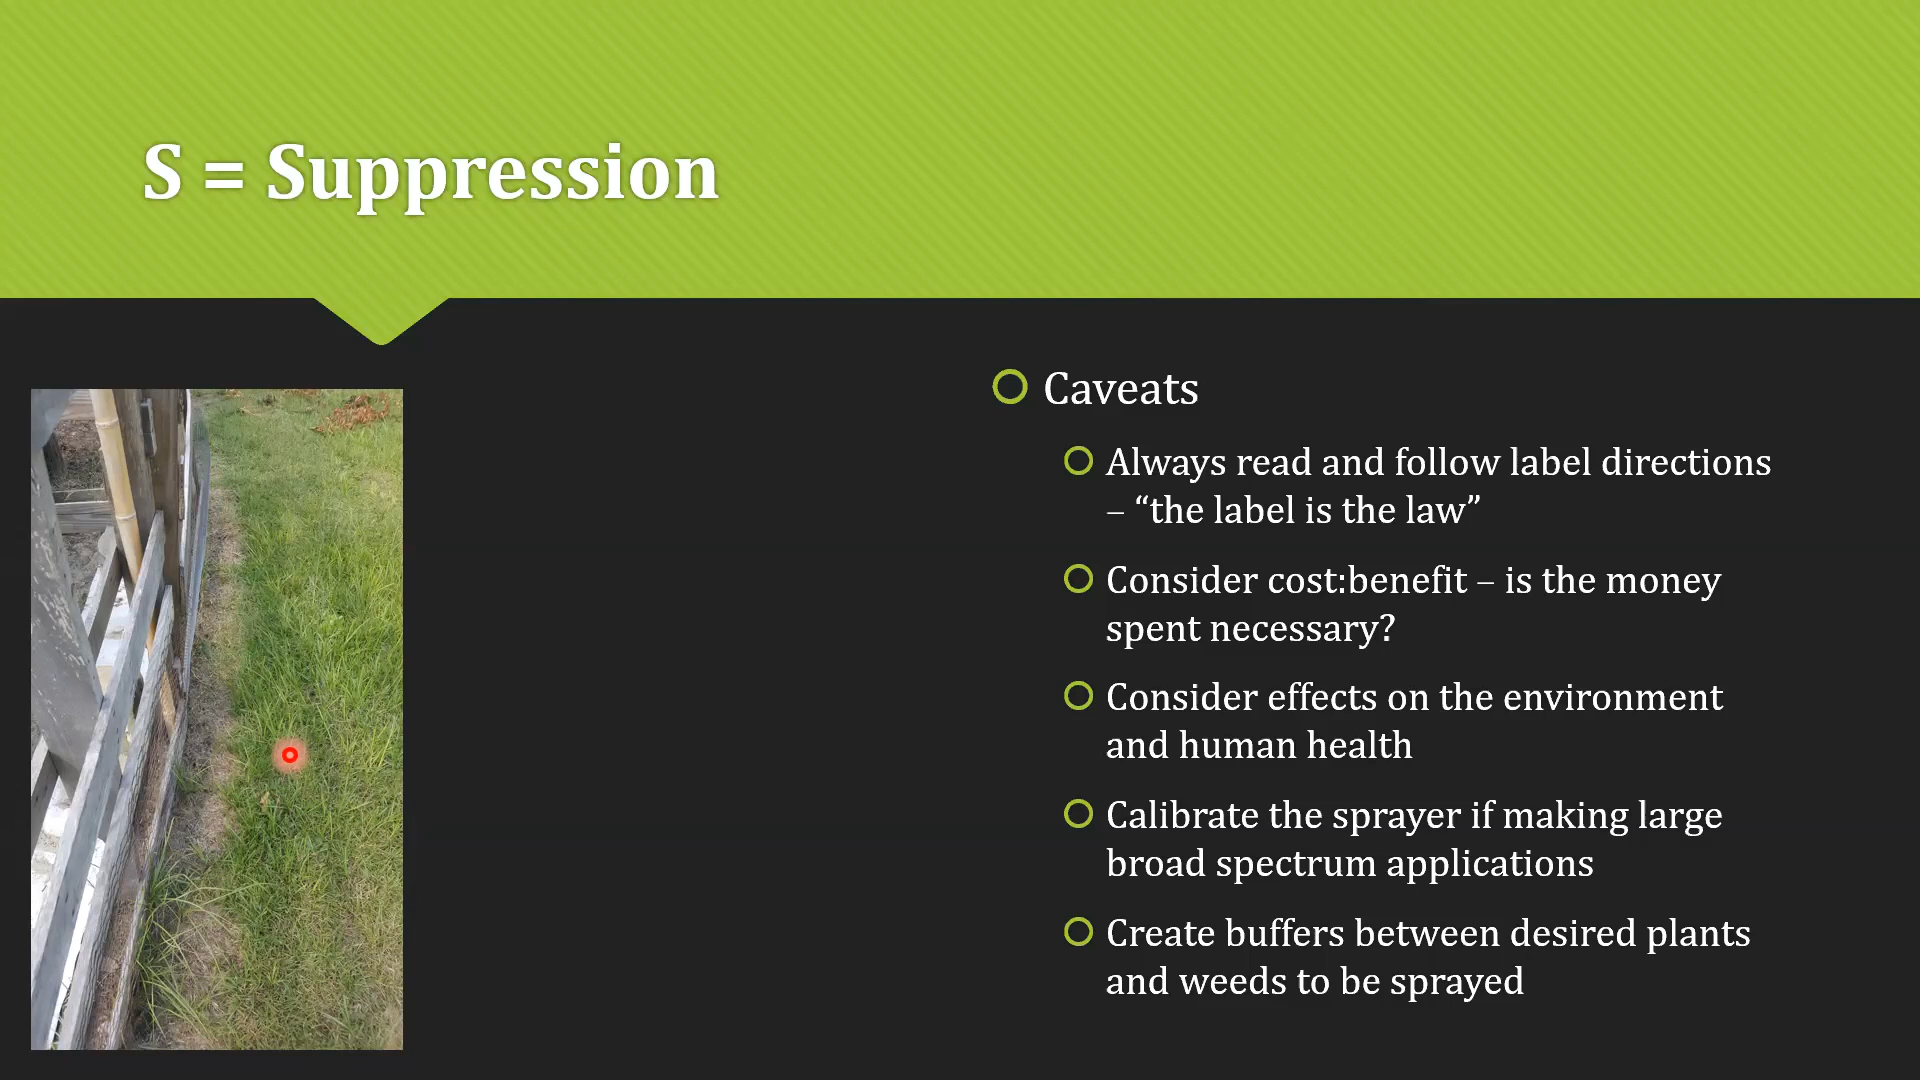 S = Suppression
Caveats
Always read and follow label directions
– “the label is the law”
Consider cost:benefit – is the money
spent necessary?
Consider effects on the environment
and human health
Calibrate the sprayer if making large
broad spectrum applications
Create buffers between desired plants
and weeds to be sprayed